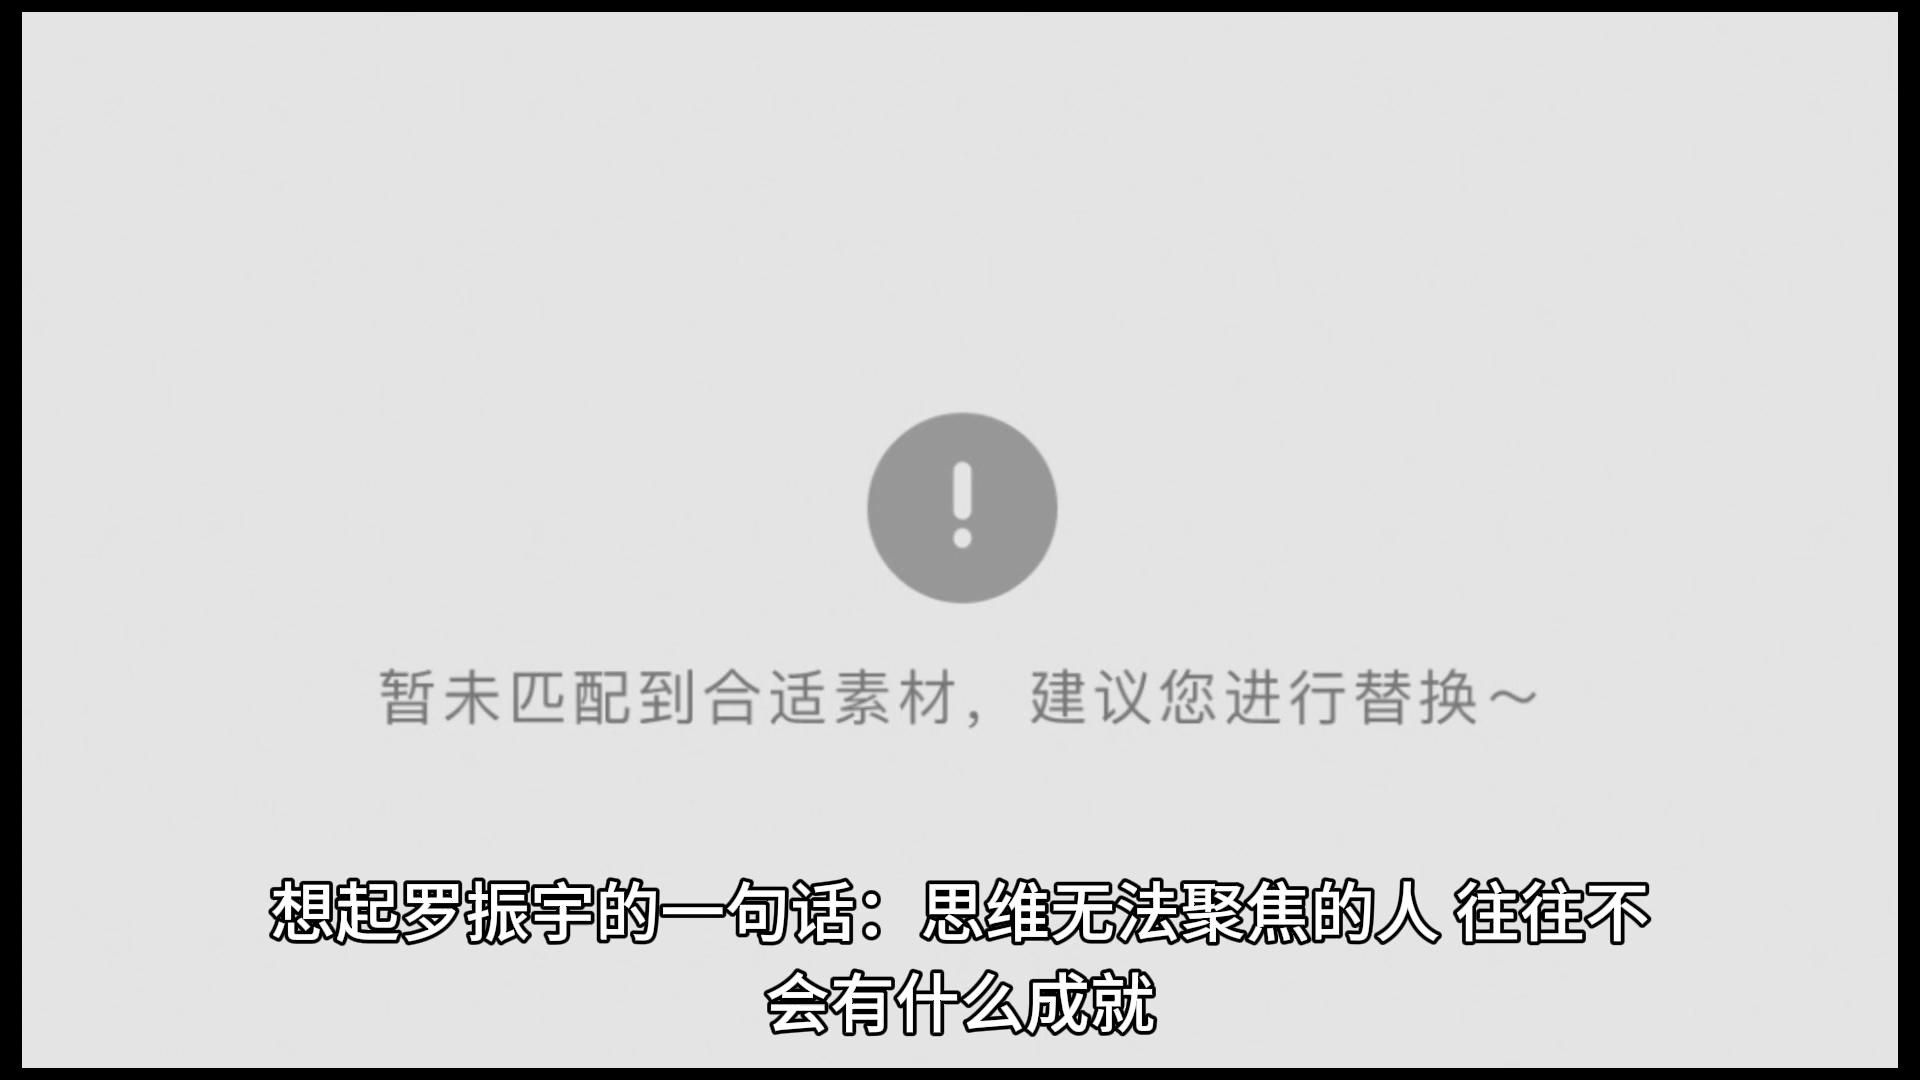 暂未匹配到合适素材，建议您进行替换～
想起罗振宇的一句话：思维无法聚焦的人 往往不
会有什么成就